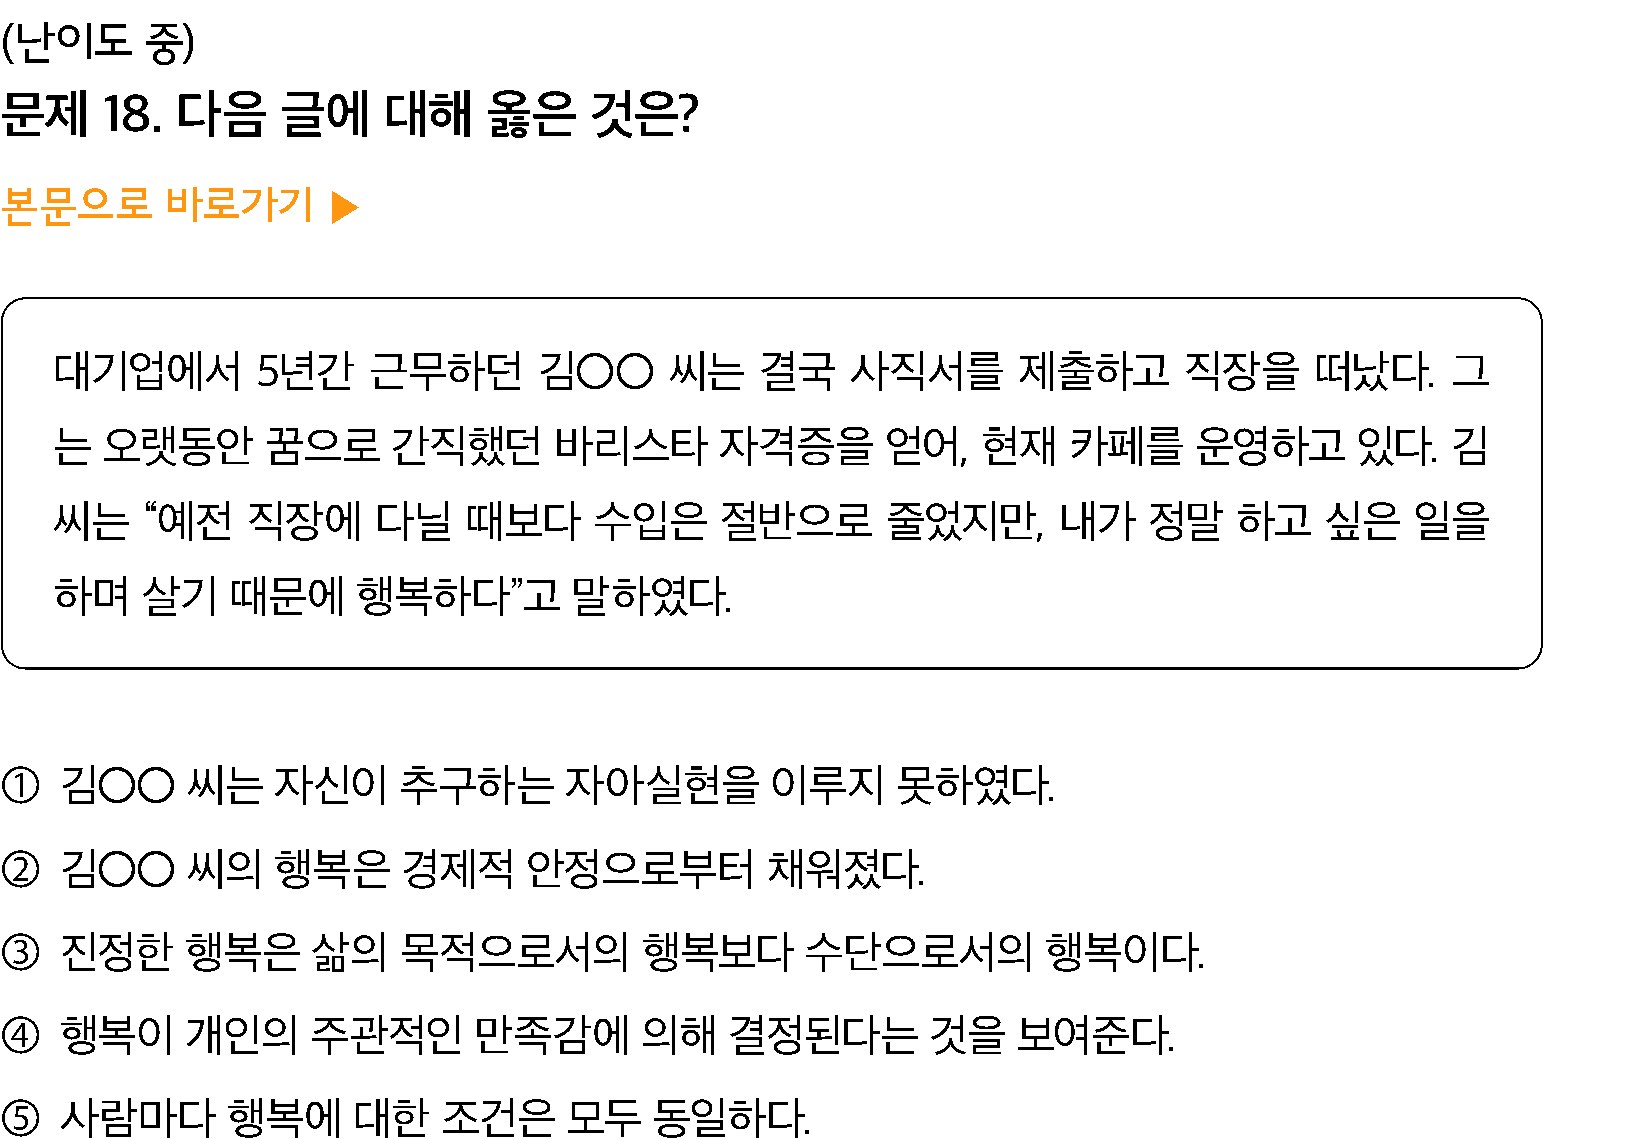 (난이도 중)
문제 18. 다음 글에 대해 옳은 것은?
본문으로 바로가기 ▶
대기업에서 5년간 근무하던 김○○ 씨는 결국 사직서를 제출하고 직장을 떠났다. 그
는 오랫동안 꿈으로 간직했던 바리스타 자격증을 얻어, 현재 카페를 운영하고 있다. 김
씨는 “예전 직장에 다닐 때보다 수입은 절반으로 줄었지만, 내가 정말 하고 싶은 일을
하며 살기 때문에 행복하다”고 말하였다.
① 김○○ 씨는 자신이 추구하는 자아실현을 이루지 못하였다.
② 김○○ 씨의 행복은 경제적 안정으로부터 채워졌다.
③ 진정한 행복은 삶의 목적으로서의 행복보다 수단으로서의 행복이다.
④ 행복이 개인의 주관적인 만족감에 의해 결정된다는 것을 보여준다.
⑤ 사람마다 행복에 대한 조건은 모두 동일하다.